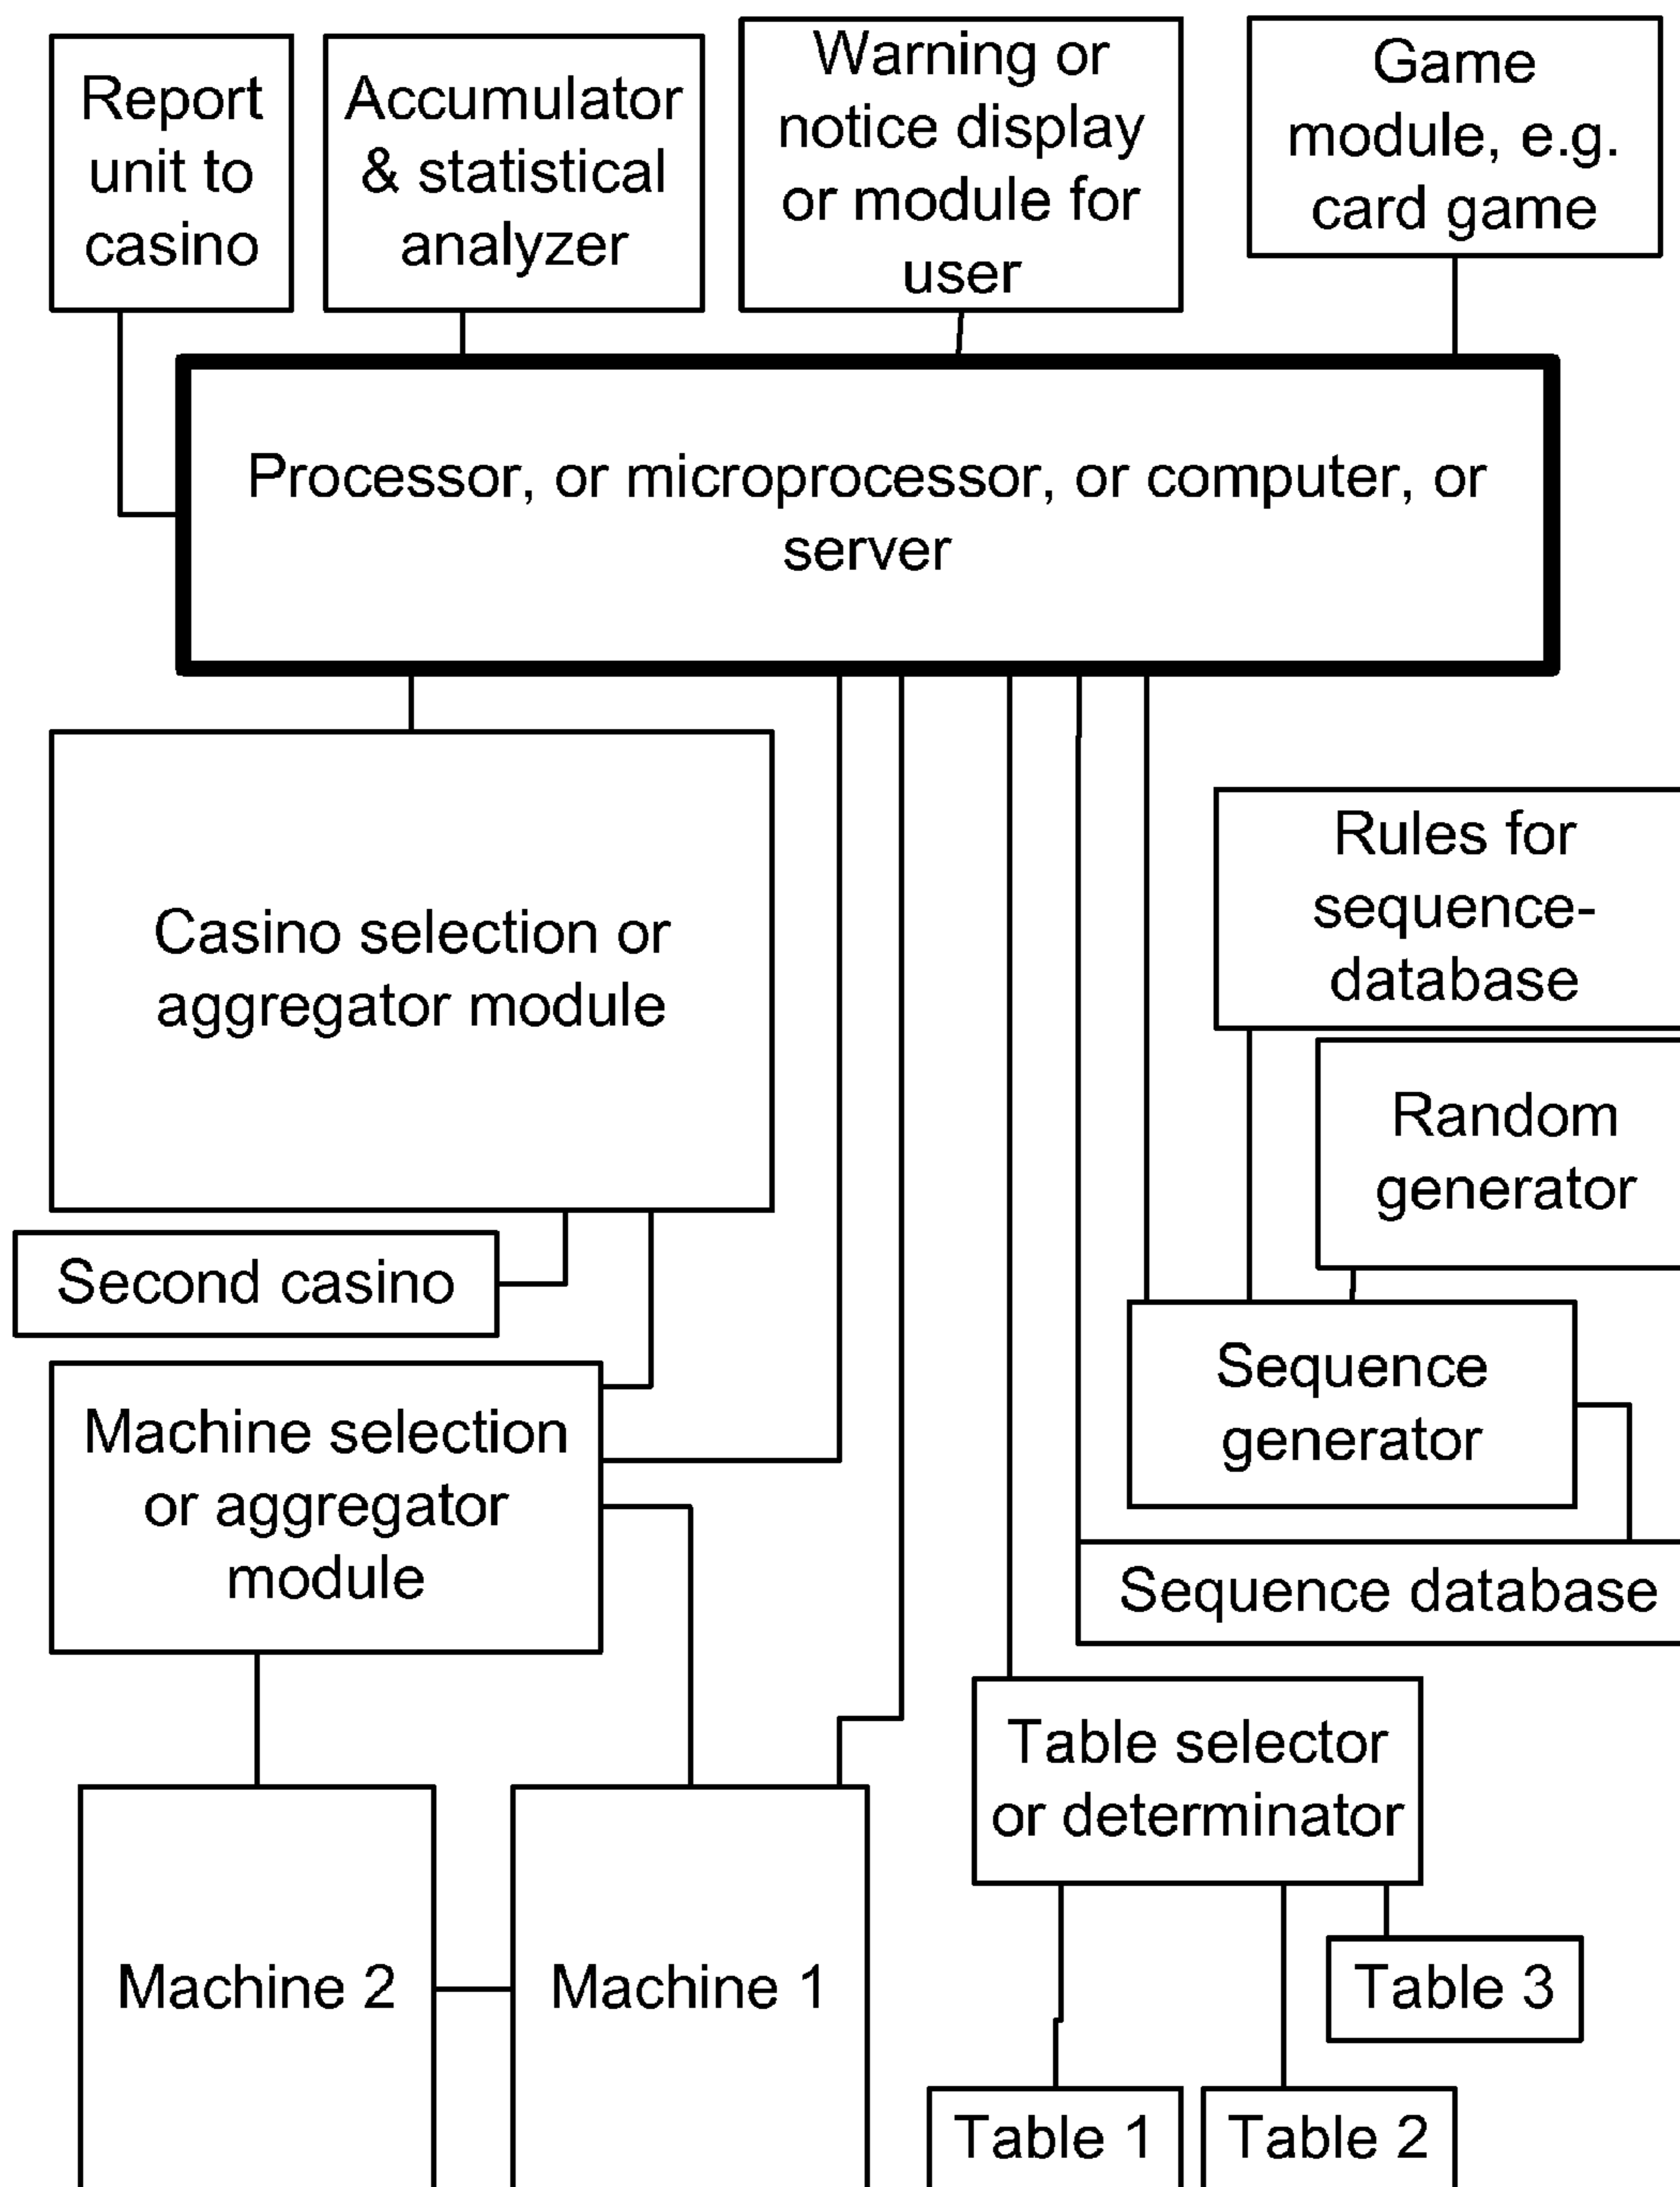 Report
unit to
casino
Accumulator
& statistical
analyzer
Warning or
notice display
or module for
user
Game
module, e.g.
card game
Processor, or microprocessor, or computer, or
server
Casino selection or
aggregator module
Rules for
sequence-
database
Random
generator
Second casino
Sequence
generator
Machine selection
or aggregator
module
Sequence database
Table selector
or determinator
Machine 2
Machine 1
Table 3
Table 1
Table 2